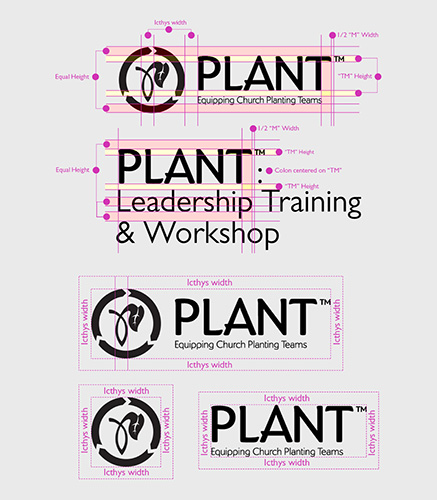 Icthys width
1/2 "M" Width
PLANT™
Equal Height
"TM" Height
Equipping Church Planting Teams
1/2 "M" Width
PLANT™:
"TM" Height
Equal Height
Colon centered on "TM"
"TM" Height
Leadership Training
& Workshop
Icthys width
Icthys width
PLANT™
Icthys width
Equipping Church Planting Teams
Icthys width
Icthys width
Icthys width
Icthys width
Icthys width
Icthys width
Icthys width
PLANT™
Icthys width
Equipping Church Planting Teams
Icthys width